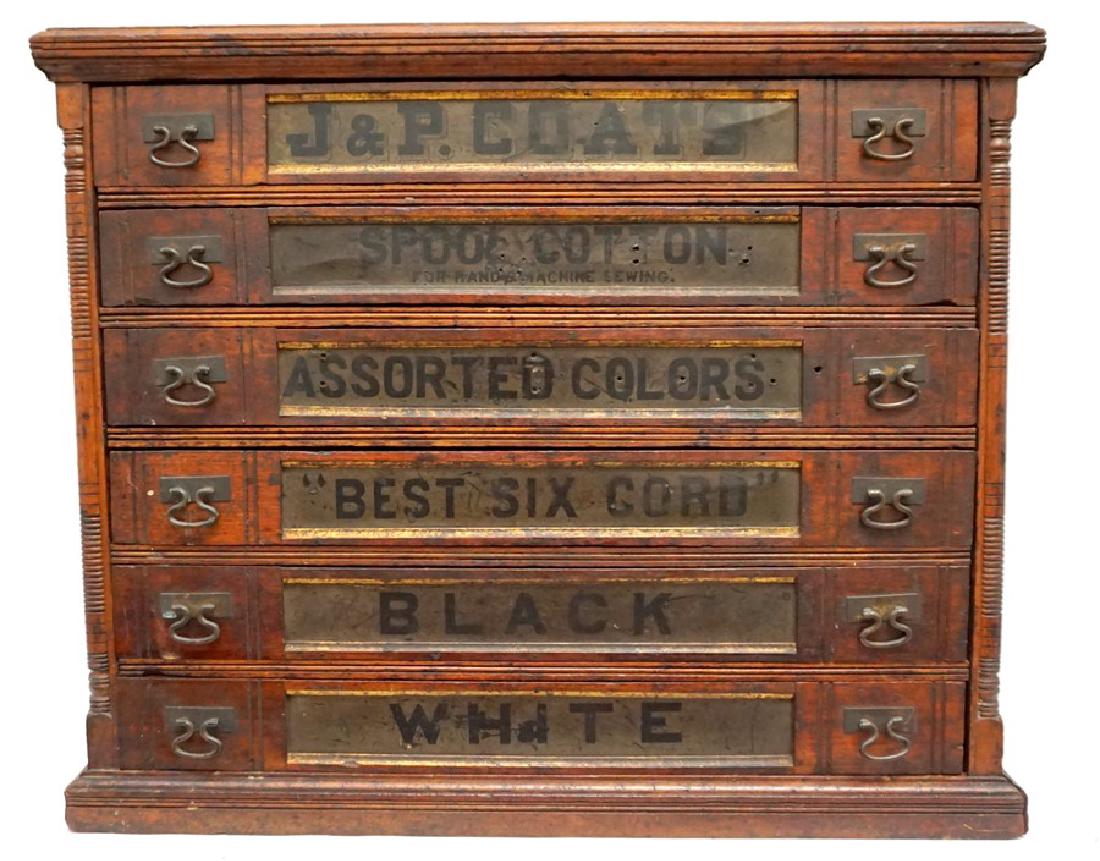 J & P. COATS
SPOOL COTTON
FOR HAND & MACHINE SEWING.
ASSORTED COLORS
"BEST SIX CORD"
BLACK
WHITE